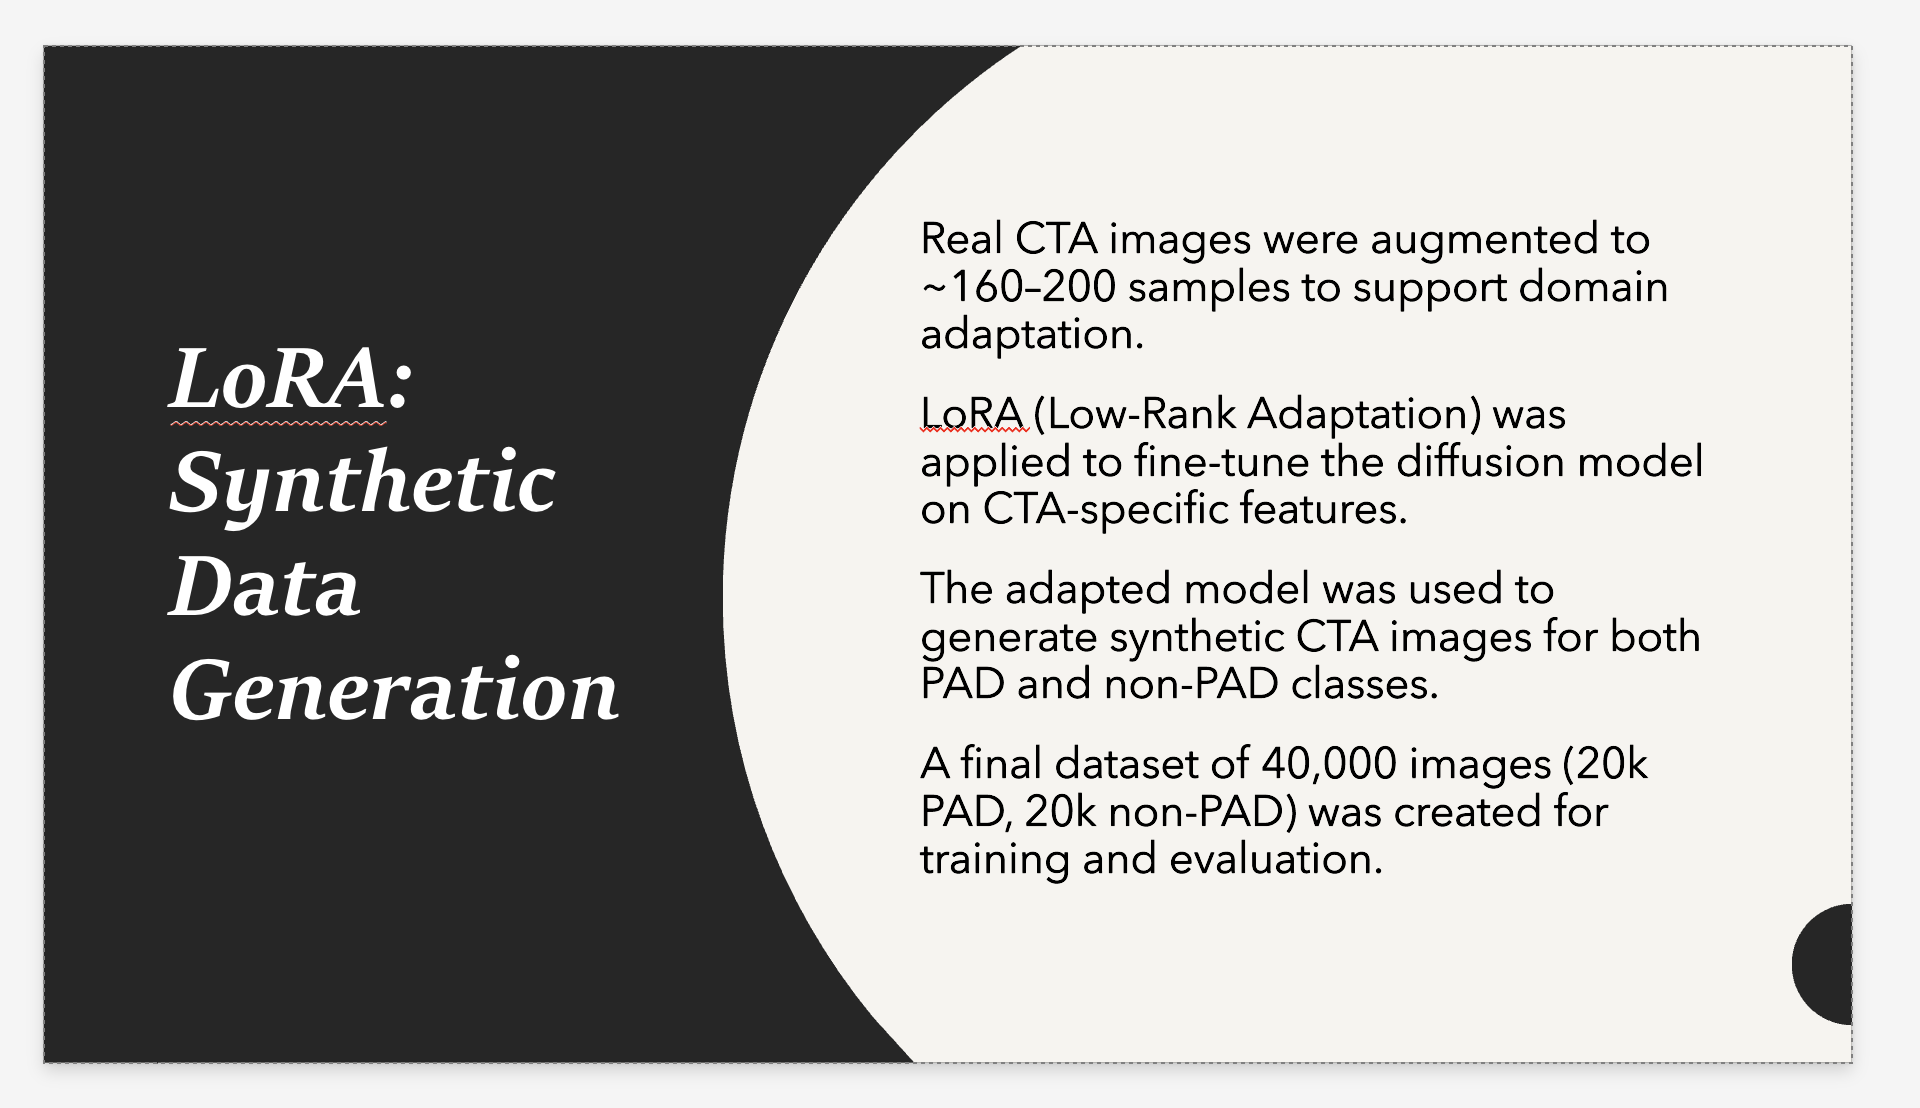 LoRA:
Synthetic
Data
Generation
Real CTA images were augmented to
~160–200 samples to support domain
adaptation.
LoRA (Low-Rank Adaptation) was
applied to fine-tune the diffusion model
on CTA-specific features.
The adapted model was used to
generate synthetic CTA images for both
PAD and non-PAD classes.
A final dataset of 40,000 images (20k
PAD, 20k non-PAD) was created for
training and evaluation.